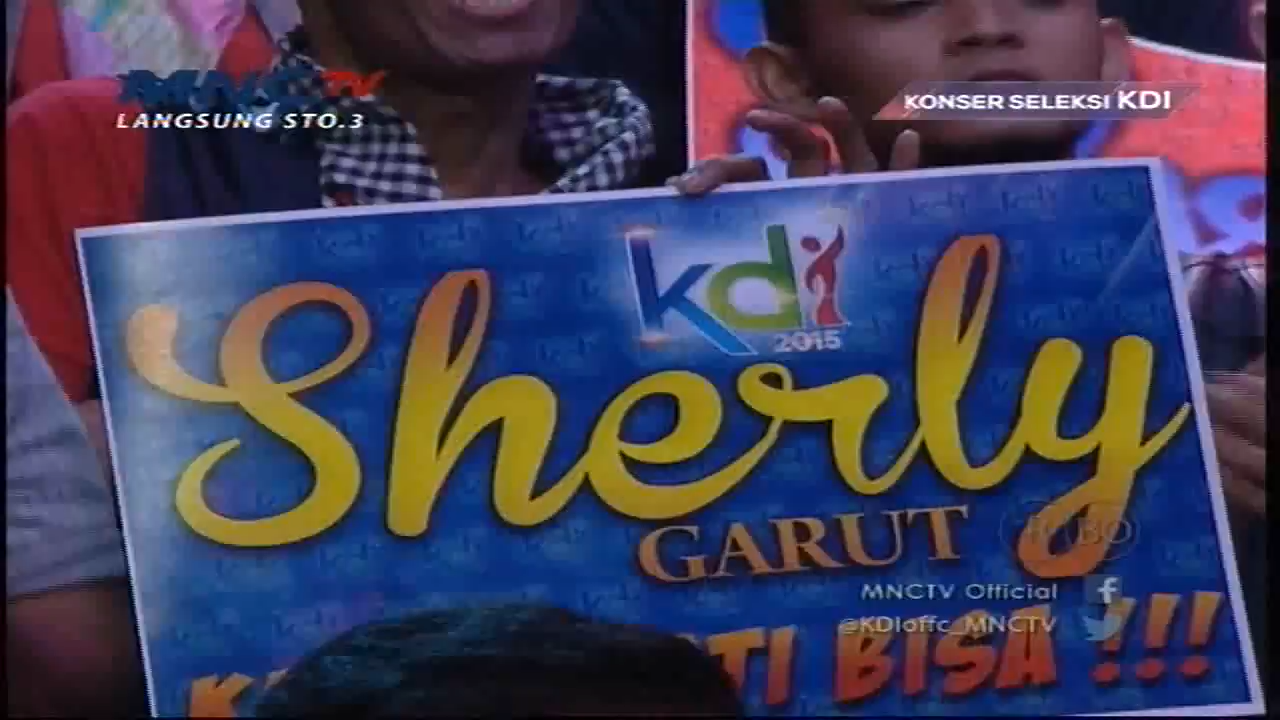 MNCTV
LANGSUNG STO.3
KONSER SELEKSI KDI
kdi
2015
Sherly
GARUT
MNCTV Official
@KDIoffc_MNCTV
BISA !!!